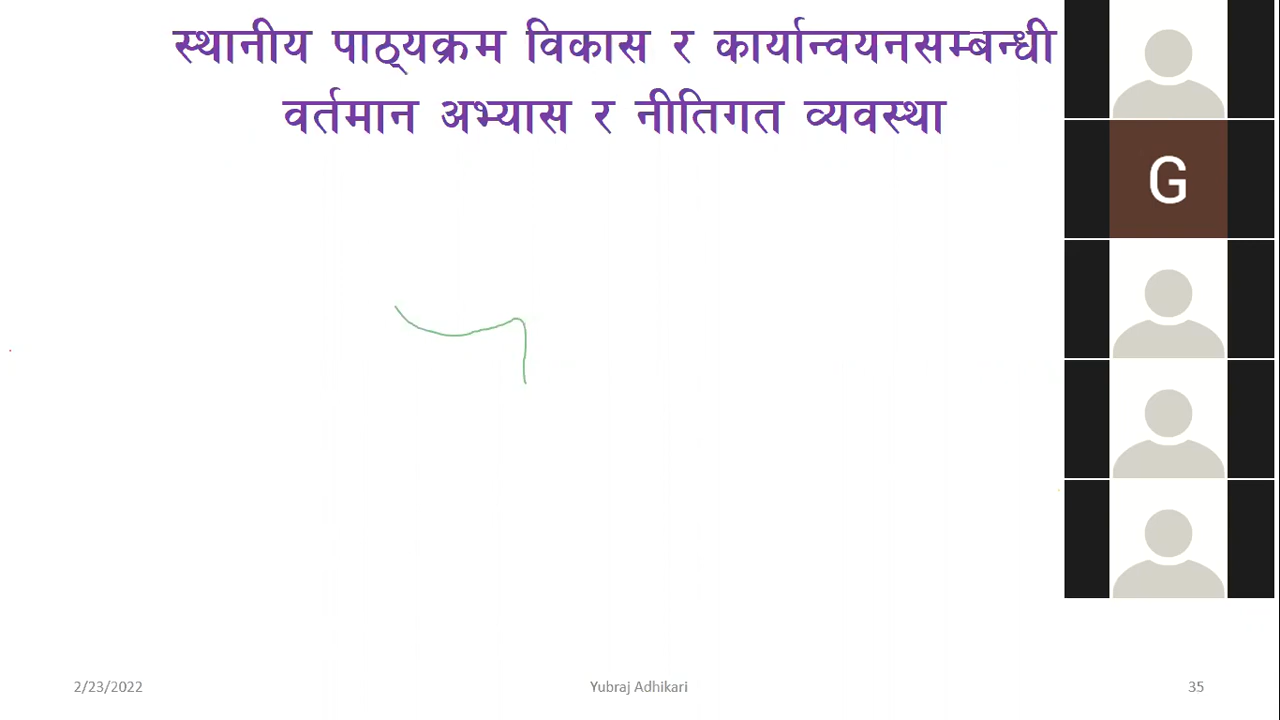 स्थानीय पाठ्यक्रम विकास र कार्यान्वयनसम्बन्धी
वर्तमान अभ्यास र नीतिगत व्यवस्था
G
2/23/2022
Yubraj Adhikari
35